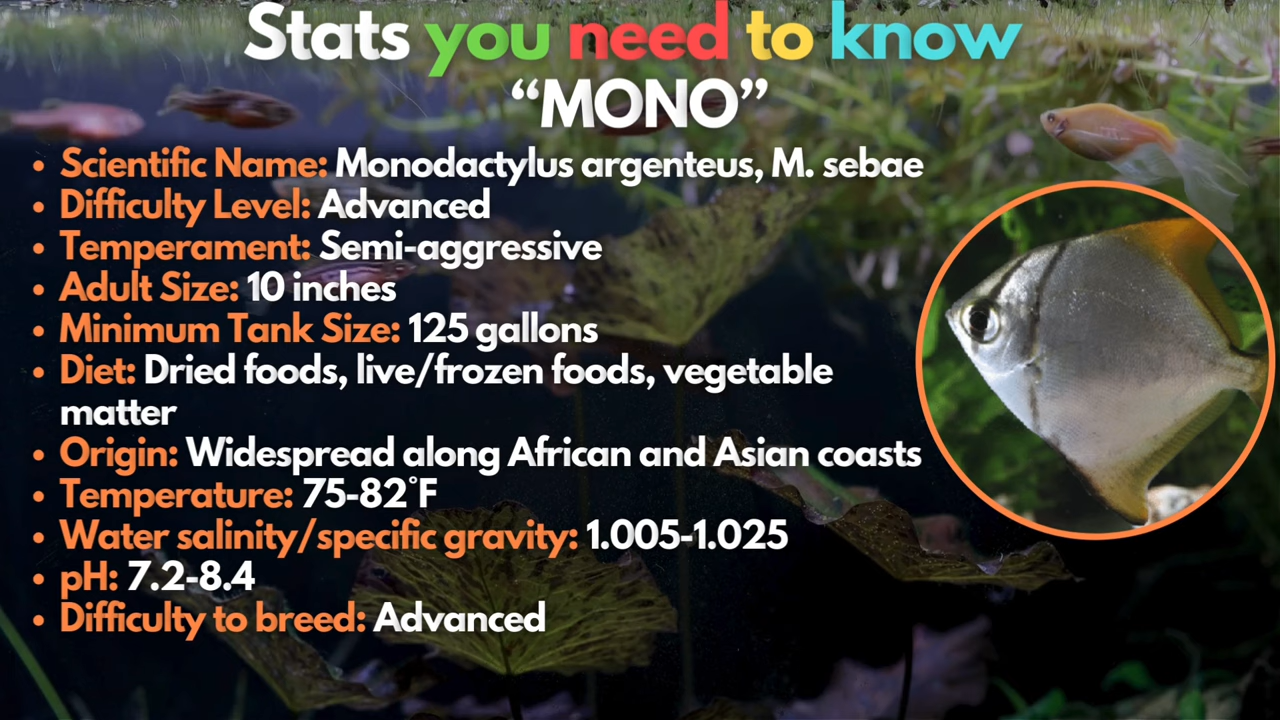 Stats you need to know
“MONO”
• Scientific Name: Monodactylus argenteus, M. sebae
• Difficulty Level: Advanced
• Temperament: Semi-aggressive
• Adult Size: 10 inches
• Minimum Tank Size: 125 gallons
• Diet: Dried foods, live/frozen foods, vegetable
matter
• Origin: Widespread along African and Asian coasts
• Temperature: 75-82°F
• Water salinity/specific gravity: 1.005-1.025
• pH: 7.2-8.4
• Difficulty to breed: Advanced